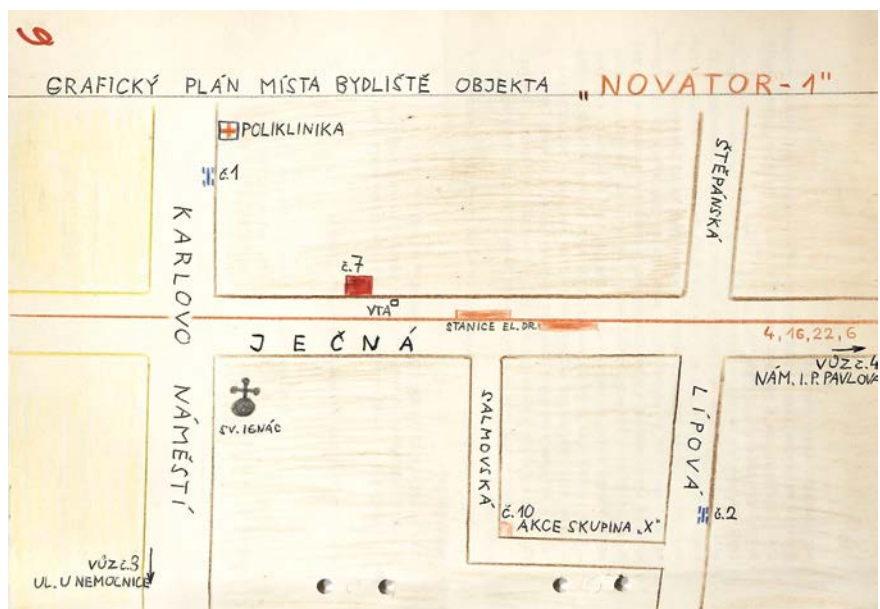 6
GRAFICKÝ PLÁN MÍSTA BYDLIŠTĚ OBJEKTA „NOVÁTOR-1"
POLIKLINIKA
č.1
KARLOVO NÁMĚSTÍ
ŠTĚPÁNSKÁ
č.7
VTA
STANICE EL.DR.
4, 16, 22, 6
JEČNÁ
VŮZ č.4
NÁM. I. P. PAVLOVA
SV. IGNÁC
SALMOVSKÁ
LÍPOVÁ
č.10
AKCE SKUPINA „X"
č.2
VŮZ č.3
UL. U NEMOCNICE